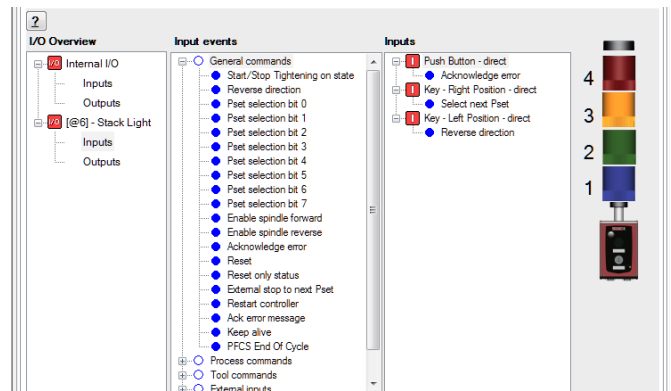 ?
I/O Overview
Input events
Inputs
I/O Internal I/O
Inputs
Outputs
I/O [@6] - Stack Light
Inputs
Outputs
General commands
Start/Stop Tightening on state
Reverse direction
Pset selection bit 0
Pset selection bit 1
Pset selection bit 2
Pset selection bit 3
Pset selection bit 4
Pset selection bit 5
Pset selection bit 6
Pset selection bit 7
Enable spindle forward
Enable spindle reverse
Acknowledge error
Reset
Reset only status
External stop to next Pset
Restart controller
Ack error message
Keep alive
PFCS End Of Cycle
Process commands
Tool commands
External inputs
I Push Button - direct
Acknowledge error
I Key - Right Position - direct
Select next Pset
I Key - Left Position - direct
Reverse direction
4
3
2
1